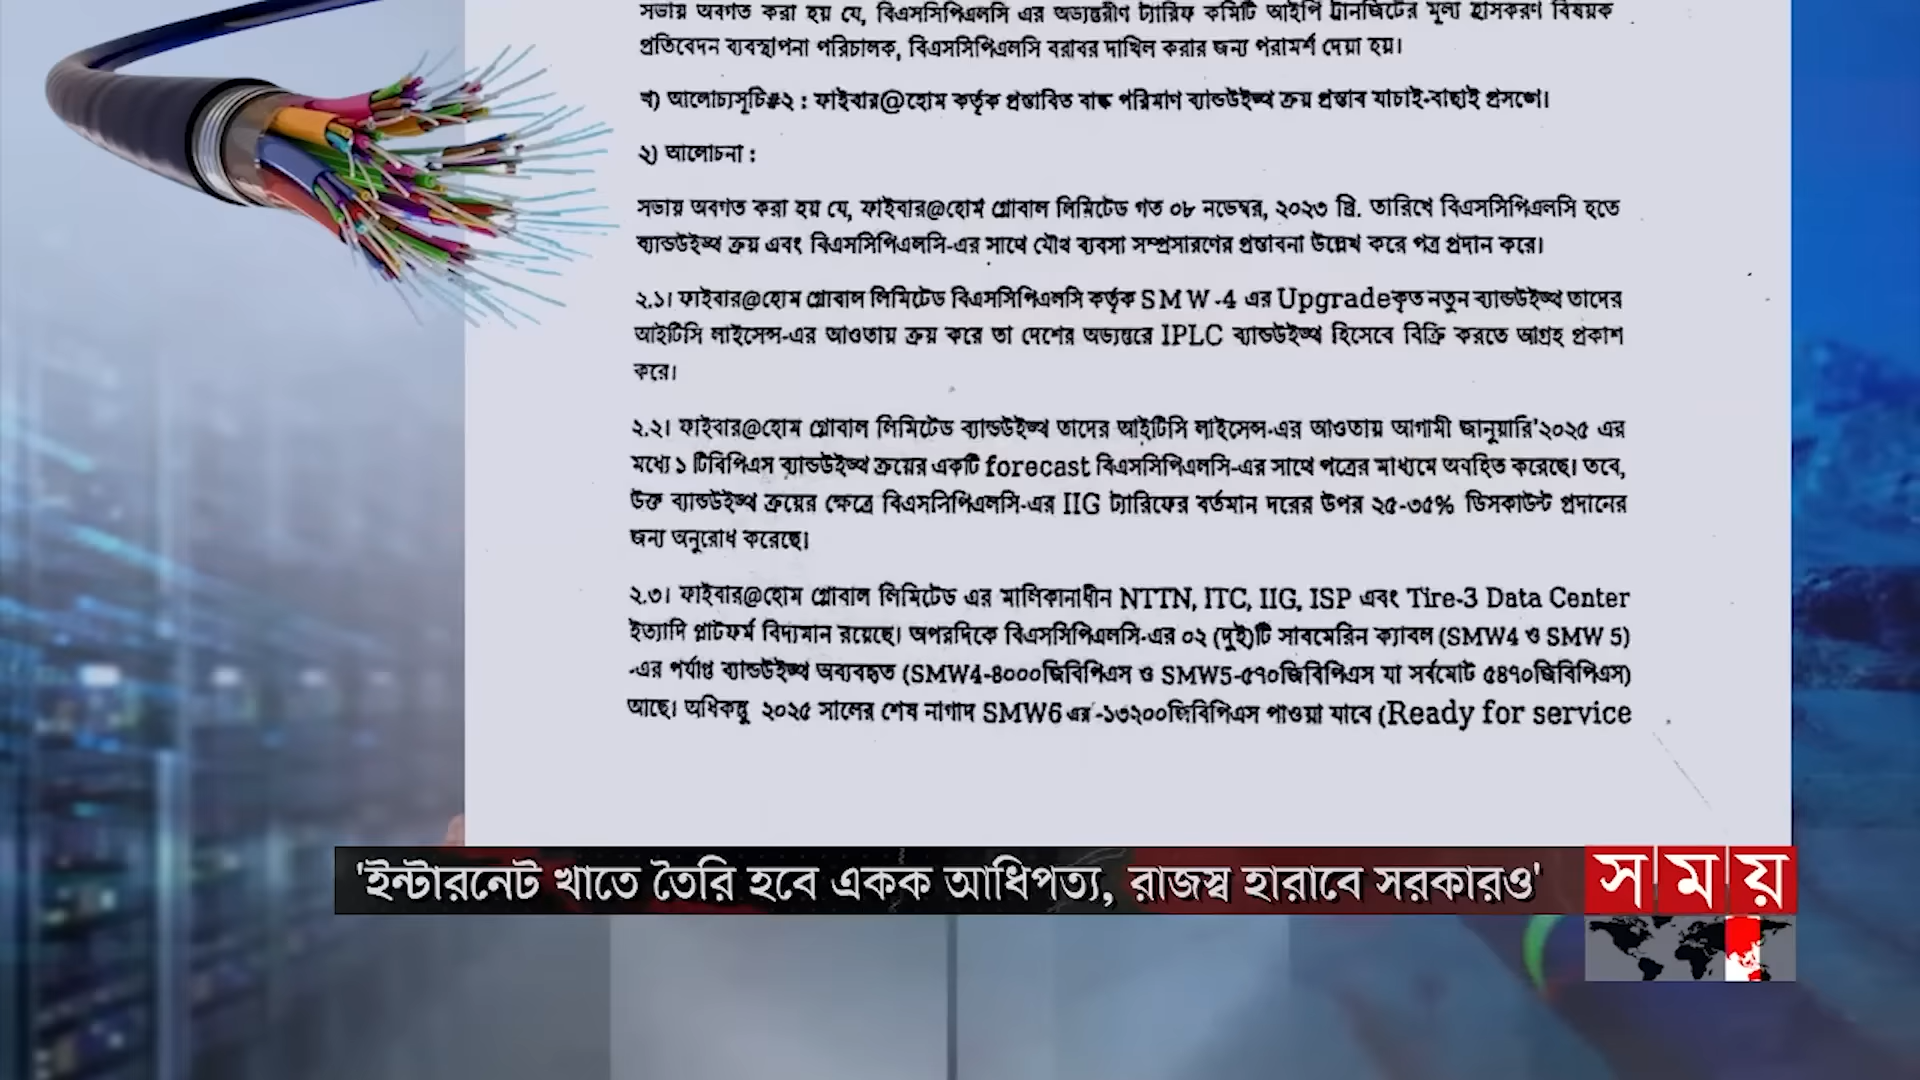 সভায় অবগত করা হয় যে, বিএসসিপিএলসি এর অভ্যন্তরীণ ট্যারিফ কমিটি আইপি ট্রানজিটের মূল্য হ্রাসকরণ বিষয়ক
প্রতিবেদন ব্যবস্থাপনা পরিচালক, বিএসসিপিএলসি বরাবর দাখিল করার জন্য পরামর্শ দেয়া হয়।
খ) আলোচ্যসূচি#২ : ফাইবার@হোম কর্তৃক প্রস্তাবিত বাল্ক পরিমাণ ব্যান্ডউইড্থ ক্রয় প্রস্তাব যাচাই-বাছাই প্রসঙ্গে।
২) আলোচনা :
সভায় অবগত করা হয় যে, ফাইবার@হোম গ্লোবাল লিমিটেড গত ০৮ নভেম্বর, ২০২৩ খ্রি. তারিখে বিএসসিপিএলসি হতে
ব্যান্ডউইড্থ ক্রয় এবং বিএসসিপিএলসি-এর সাথে যৌথ ব্যবসা সম্প্রসারণের প্রস্তাবনা উল্লেখ করে পত্র প্রদান করে।
২.১। ফাইবার@হোম গ্লোবাল লিমিটেড বিএসসিপিএলসি কর্তৃক SMW-4 এর Upgradeকৃত নতুন ব্যান্ডউইড্থ তাদের
আইটিসি লাইসেন্স-এর আওতায় ক্রয় করে তা দেশের অভ্যন্তরে IPLC ব্যান্ডউইড্থ হিসেবে বিক্রি করতে আগ্রহ প্রকাশ
করে।
২.২। ফাইবার@হোম গ্লোবাল লিমিটেড ব্যান্ডউইড্থ তাদের আইটিসি লাইসেন্স-এর আওতায় আগামী জানুয়ারি'২০২৫ এর
মধ্যে ১ টিবিপিএস ব্যান্ডউইড্থ ক্রয়ের একটি forecast বিএসসিপিএলসি-এর সাথে পত্রের মাধ্যমে অবহিত করেছে। তবে,
উক্ত ব্যান্ডউইড্থ ক্রয়ের ক্ষেত্রে বিএসসিপিএলসি-এর IIG ট্যারিফের বর্তমান দরের উপর ২৫-৩৫% ডিসকাউন্ট প্রদানের
জন্য অনুরোধ করেছে।
২.৩। ফাইবার@হোম গ্লোবাল লিমিটেড এর মালিকানাধীন NTTN, ITC, IIG, ISP এবং Tire-3 Data Center
ইত্যাদি প্লাটফর্ম বিদ্যমান রয়েছে। অপরদিকে বিএসসিপিএলসি-এর ০২ (দুই)টি সাবমেরিন ক্যাবল (SMW4 ও SMW 5)
-এর পর্যাপ্ত ব্যান্ডউইড্থ অব্যবহৃত (SMW4-৪০০০জিবিপিএস ও SMW5-৫৭০জিবিপিএস যা সর্বমোট ৫৪৭০জিবিপিএস)
আছে। অধিকন্তু ২০২৫ সালের শেষ নাগাদ SMW6 এর -১৩২০০জিবিপিএস পাওয়া যাবে (Ready for service
'ইন্টারনেট খাতে তৈরি হবে একক আধিপত্য, রাজস্ব হারাবে সরকারও'
সময়